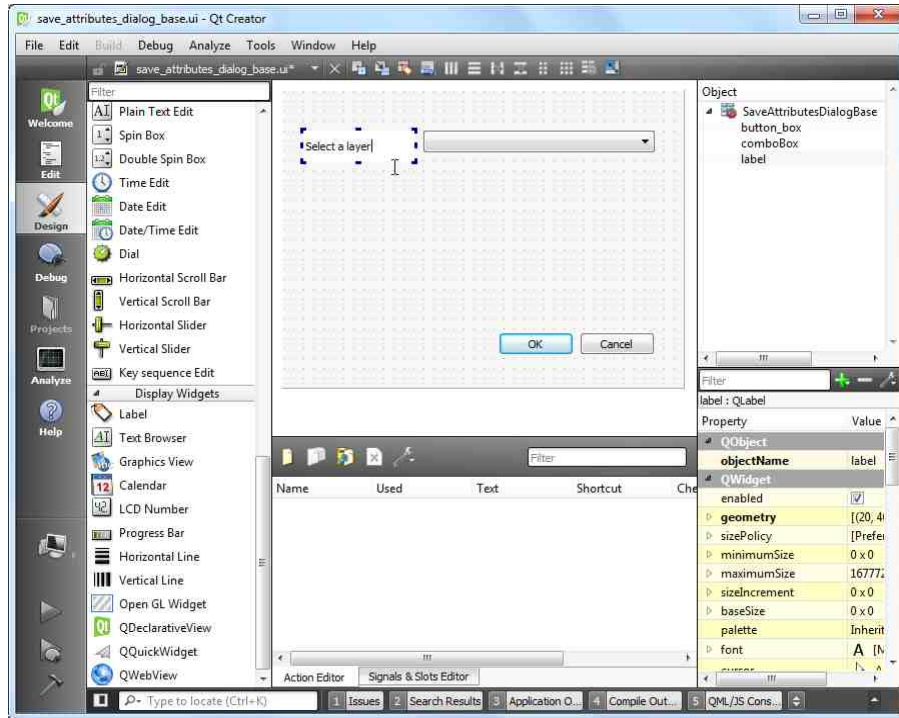 save_attributes_dialog_base.ui - Qt Creator
File Edit Build Debug Analyze Tools Window Help
save_attributes_dialog_base.ui*
Welcome
Edit
Design
Debug
Projects
Analyze
Help
Filter
Plain Text Edit
Spin Box
Double Spin Box
Time Edit
Date Edit
Date/Time Edit
Dial
Horizontal Scroll Bar
Vertical Scroll Bar
Horizontal Slider
Vertical Slider
Key sequence Edit
Display Widgets
Label
Text Browser
Graphics View
Calendar
LCD Number
Progress Bar
Horizontal Line
Vertical Line
Open GL Widget
QDeclarativeView
QQuickWidget
QWebView
Select a layer
OK Cancel
Filter
Name Used Text Shortcut Che
Action Editor Signals & Slots Editor
Object
SaveAttributesDialogBase
button_box
comboBox
label
Filter
label : QLabel
Property Value
QObject
objectName label
QWidget
enabled
geometry [(20, 4
sizePolicy [Prefer
minimumSize 0 x 0
maximumSize 167772
sizeIncrement 0 x 0
baseSize 0 x 0
palette Inherit
font A [N
cursor
Type to locate (Ctrl+K)
1 Issues 2 Search Results 3 Application O... 4 Compile Out... 5 QML/JS Cons...